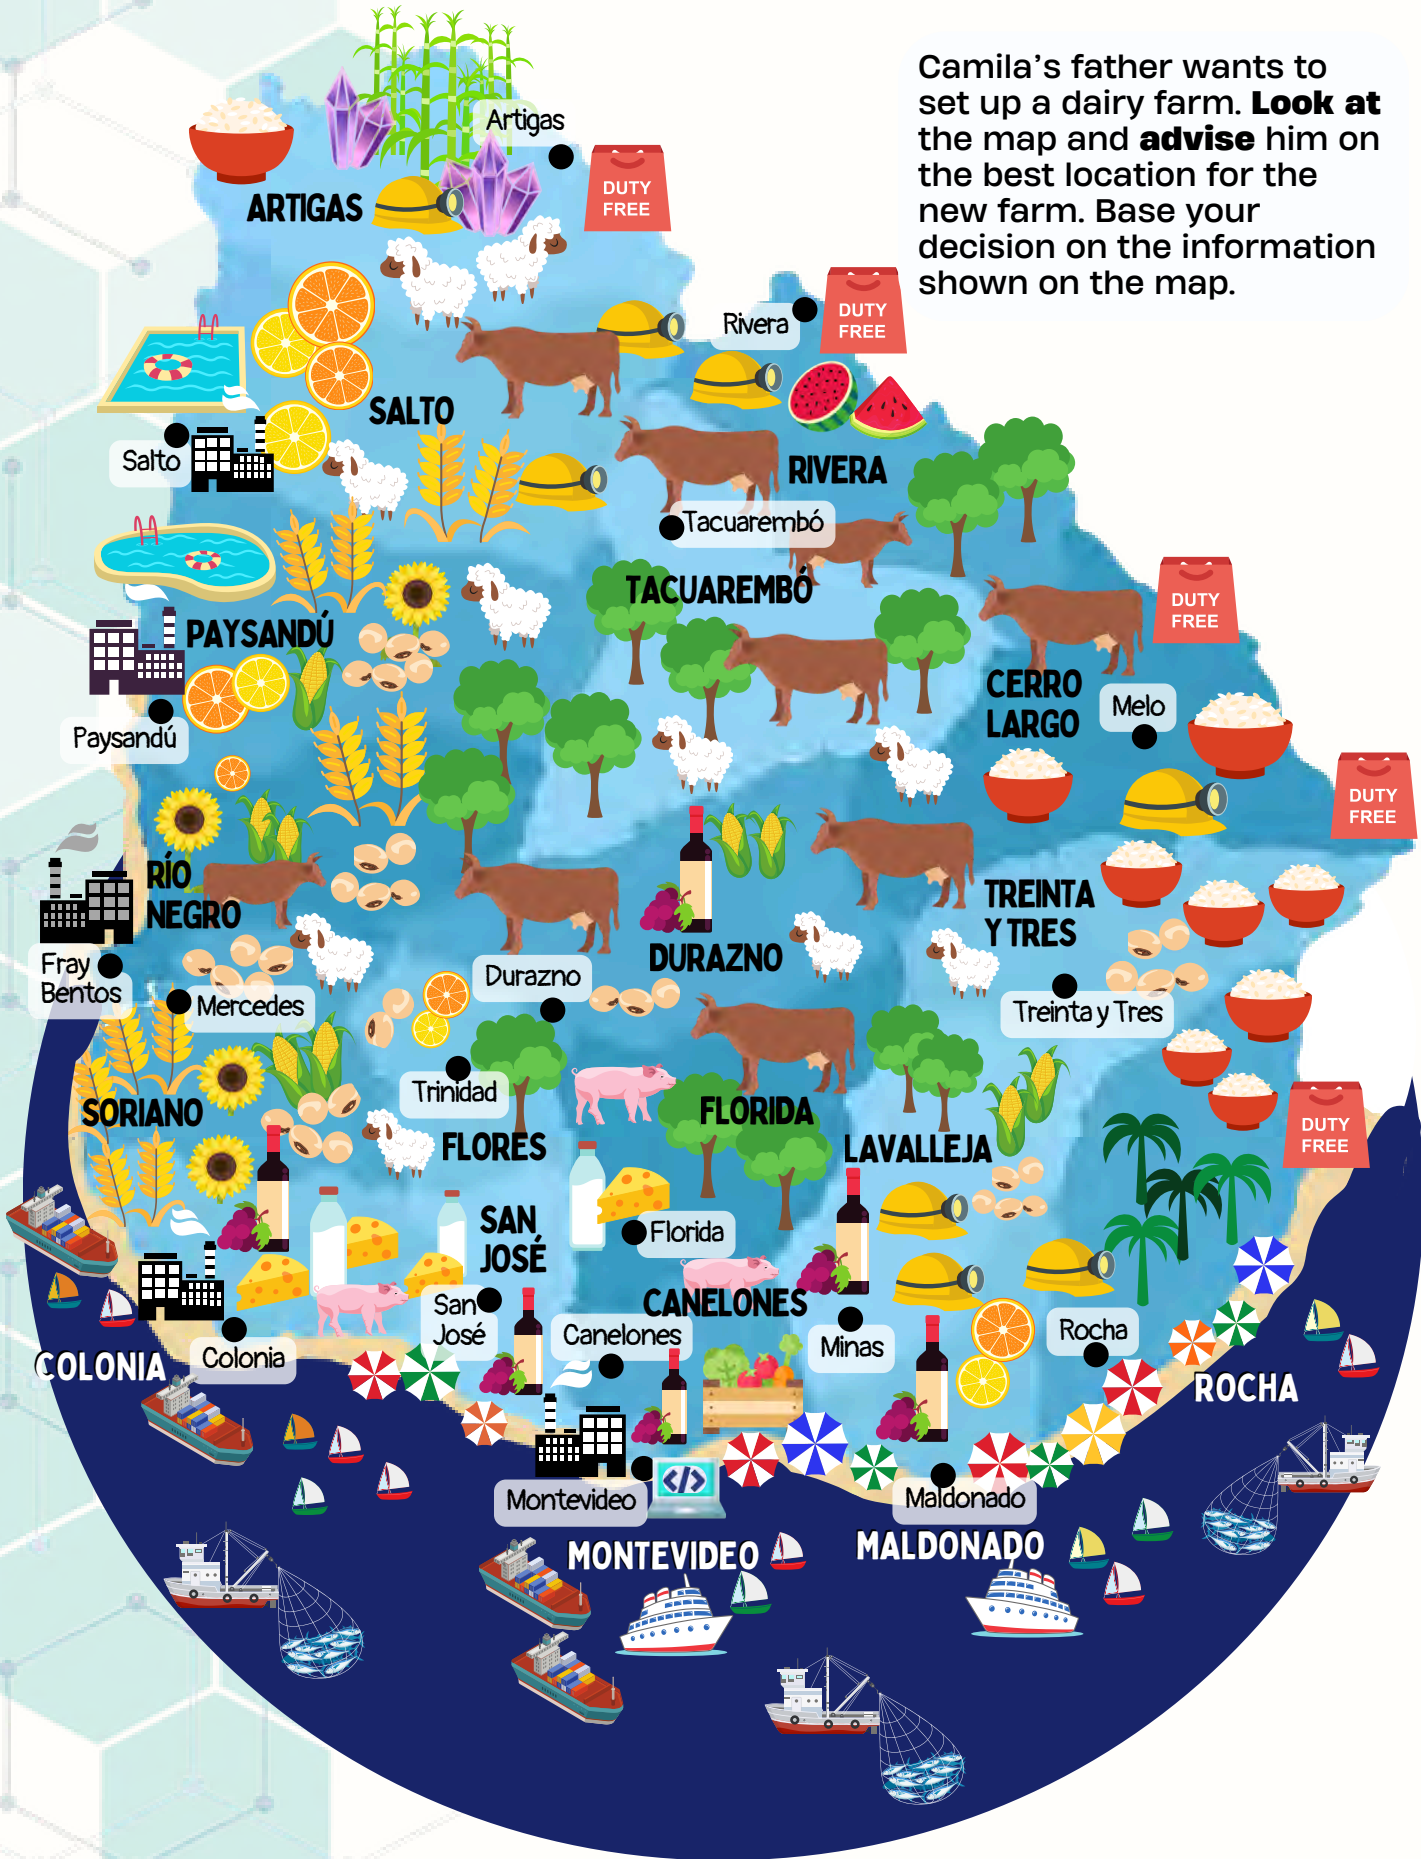 Camila's father wants to
set up a dairy farm. Look at
the map and advise him on
the best location for the
new farm. Base your
decision on the information
shown on the map.
Artigas
DUTY
FREE
ARTIGAS
Rivera
DUTY
FREE
SALTO
Salto
RIVERA
Tacuarembó
TACUAREMBÓ
DUTY
FREE
PAYSANDÚ
Paysandú
CERRO
LARGO
Melo
DUTY
FREE
RÍO
NEGRO
TREINTA
Y TRES
DURAZNO
Fray
Bentos
Mercedes
Durazno
Treinta y Tres
Trinidad
SORIANO
FLORIDA
DUTY
FREE
FLORES
LAVALLEJA
SAN
JOSÉ
Florida
San
José
CANELONES
Canelones
Minas
Rocha
COLONIA
Colonia
ROCHA
Montevideo
</>
Maldonado
MONTEVIDEO
MALDONADO